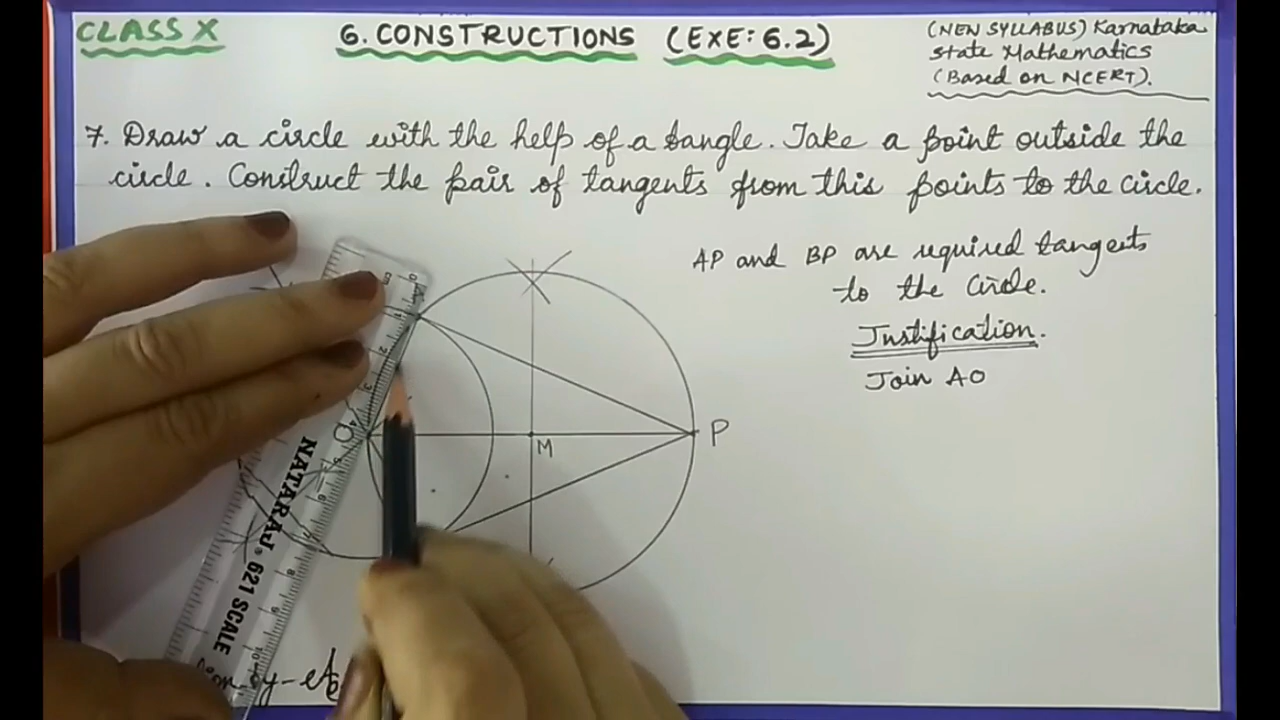 CLASS X
6. CONSTRUCTIONS (EXE: 6.2)
(NEN SYLLABUS) Karnataka
State Mathematics
(Based on NCERT).
7. Draw a circle with the help of a bangle. Take a point outside the
circle. Construct the pair of tangents from this points to the circle.
AP and BP are required tangents
to the Circle.
Justification.
Join AO
O
M
P
NATARAJ 621 SCALE